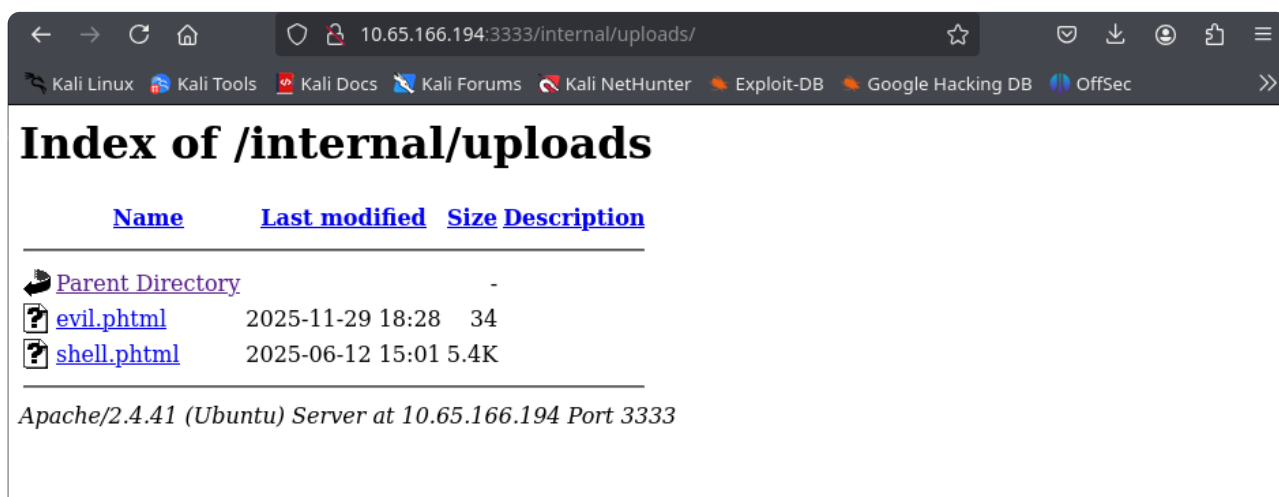 10.65.166.194:3333/internal/uploads/
Kali Linux Kali Tools Kali Docs Kali Forums Kali NetHunter Exploit-DB Google Hacking DB OffSec
Index of /internal/uploads
Name Last modified Size Description
Parent Directory -
evil.phtml 2025-11-29 18:28 34
shell.phtml 2025-06-12 15:01 5.4K
Apache/2.4.41 (Ubuntu) Server at 10.65.166.194 Port 3333